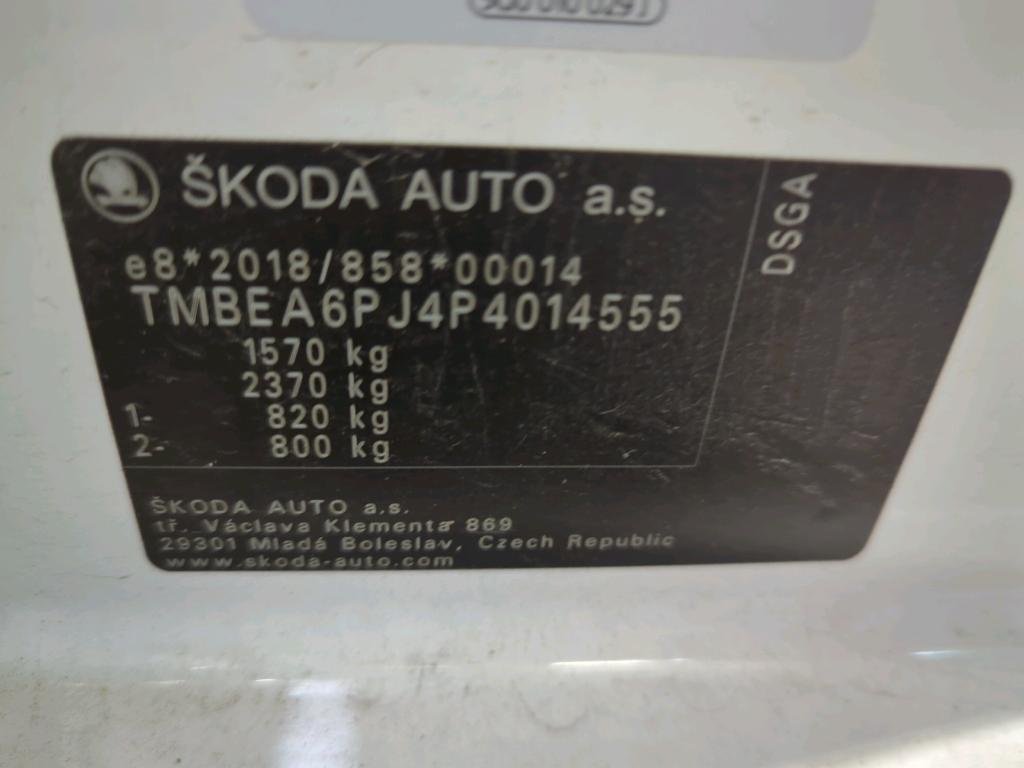 ŠKODA AUTO a.s.
DSGA
e8*2018/858*00014
TMBEA6PJ4P4014555
1570 kg
2370 kg
1- 820 kg
2- 800 kg
ŠKODA AUTO a.s.
tř. Václava Klementa 869
29301 Mladá Boleslav, Czech Republic
www.skoda-auto.com